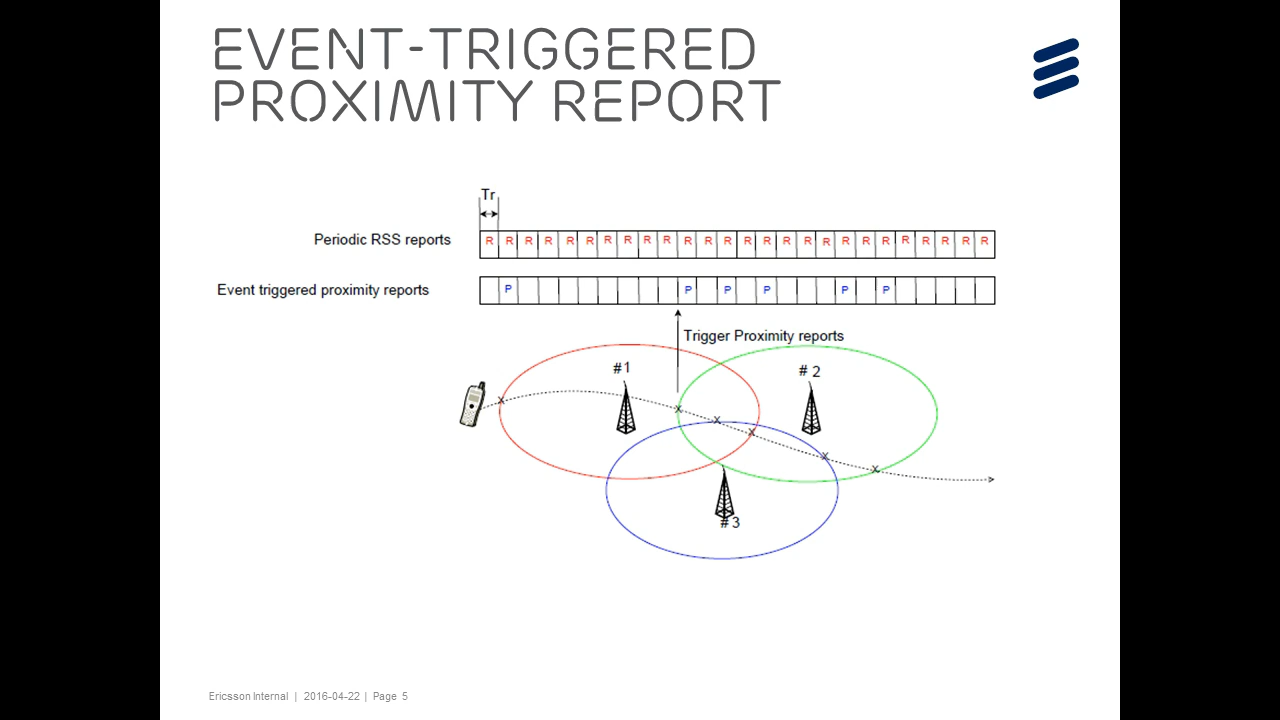 EVENT-TRIGGERED
PROXIMITY REPORT
Tr
Periodic RSS reports R R R R R R R R R R R R R R R R R R R R R R R R R R
Event triggered proximity reports P P P P P P
Trigger Proximity reports
#1
# 2
X X X X X X
# 3
Ericsson Internal | 2016-04-22 | Page 5